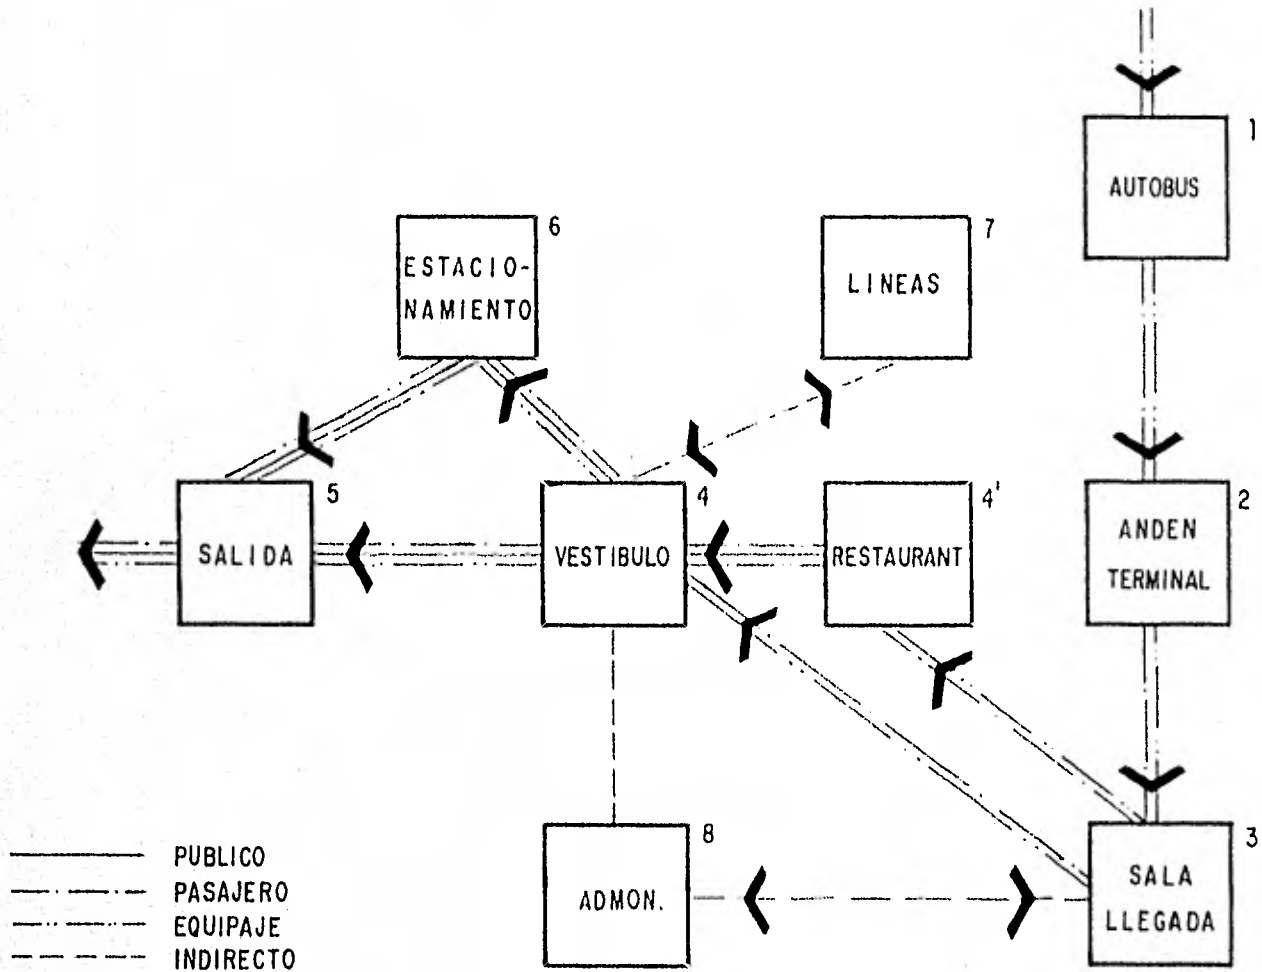 1
AUTOBUS
6
ESTACIO-
NAMIENTO
7
LINEAS
5
SALIDA
4
VESTIBULO
4'
RESTAURANT
2
ANDEN
TERMINAL
8
ADMON.
3
SALA
LLEGADA
PUBLICO
PASAJERO
EQUIPAJE
INDIRECTO